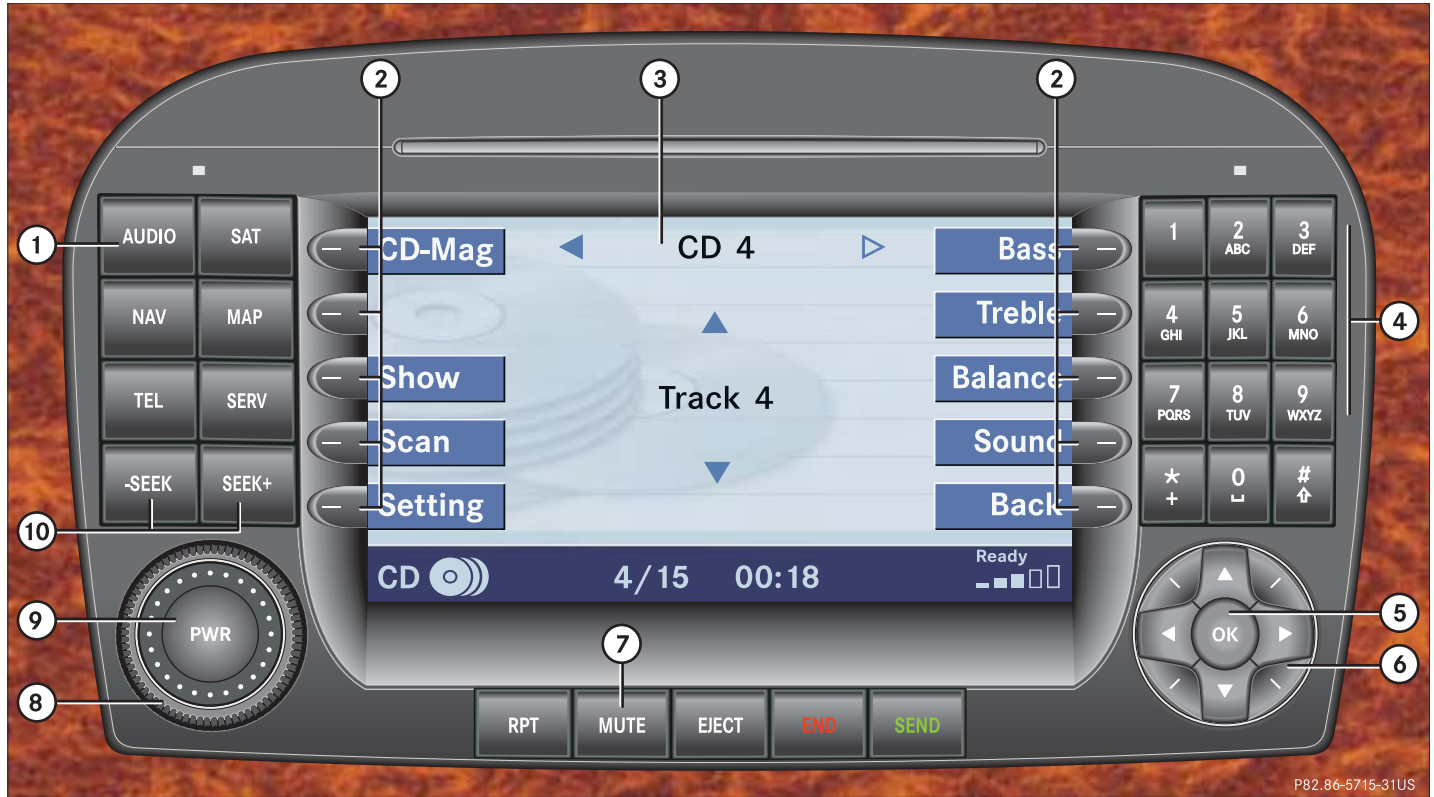 2
3
2
1
AUDIO
SAT
NAV
MAP
TEL
SERV
-SEEK
SEEK+
10
CD-Mag
Show
Scan
Setting
CD 4
Track 4
Bass
Treble
Balance
Sound
Back
CD
4/15
00:18
Ready
1
2
ABC
3
DEF
4
GHI
5
JKL
6
MNO
7
PQRS
8
TUV
9
WXYZ
*
+
0
#
4
9
PWR
8
7
OK
5
6
RPT
MUTE
EJECT
END
SEND
P82.86-5715-31US